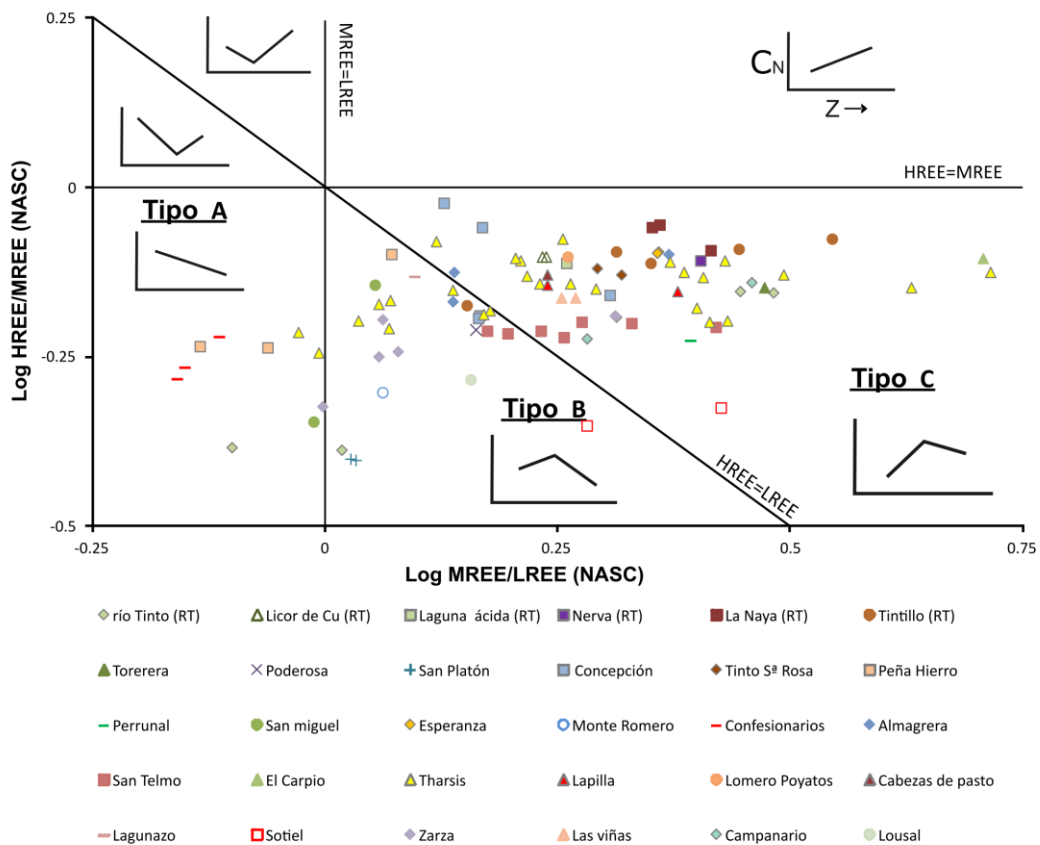 0.25
MREE=LREE
CN
Z →
Log HREE/MREE (NASC)
0
HREE=MREE
Tipo A
-0.25
Tipo B
Tipo C
HREE=LREE
-0.5
-0.25 0 0.25 0.5 0.75
Log MREE/LREE (NASC)
río Tinto (RT) Licor de Cu (RT) Laguna ácida (RT) Nerva (RT) La Naya (RT) Tintillo (RT)
Torerera Poderosa San Platón Concepción Tinto Sª Rosa Peña Hierro
Perrunal San miguel Esperanza Monte Romero Confesionarios Almagrera
San Telmo El Carpio Tharsis Lapilla Lomero Poyatos Cabezas de pasto
Lagunazo Sotiel Zarza Las viñas Campanario Lousal